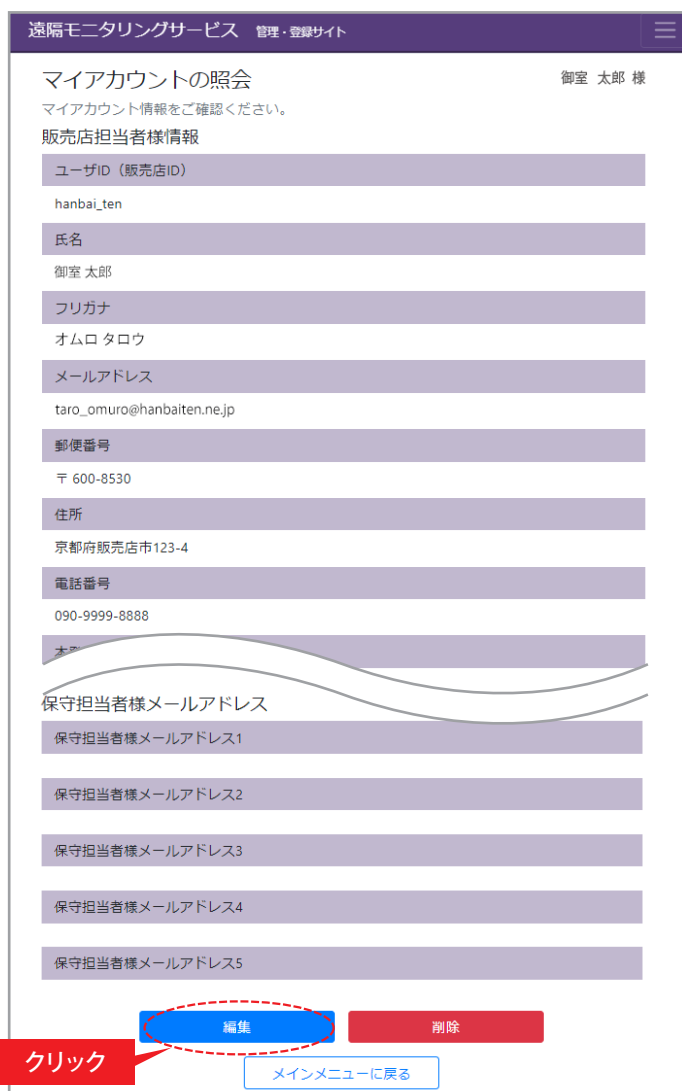 遠隔モニタリングサービス 管理・登録サイト
マイアカウントの照会 御室 太郎 様
マイアカウント情報をご確認ください。
販売店担当者様情報
ユーザID（販売店ID）
hanbai_ten
氏名
御室 太郎
フリガナ
オムロ タロウ
メールアドレス
taro_omuro@hanbaiten.ne.jp
郵便番号
〒 600-8530
住所
京都府販売店市123-4
電話番号
090-9999-8888
保守担当者様メールアドレス
保守担当者様メールアドレス1
保守担当者様メールアドレス2
保守担当者様メールアドレス3
保守担当者様メールアドレス4
保守担当者様メールアドレス5
編集 削除
クリック
メインメニューに戻る